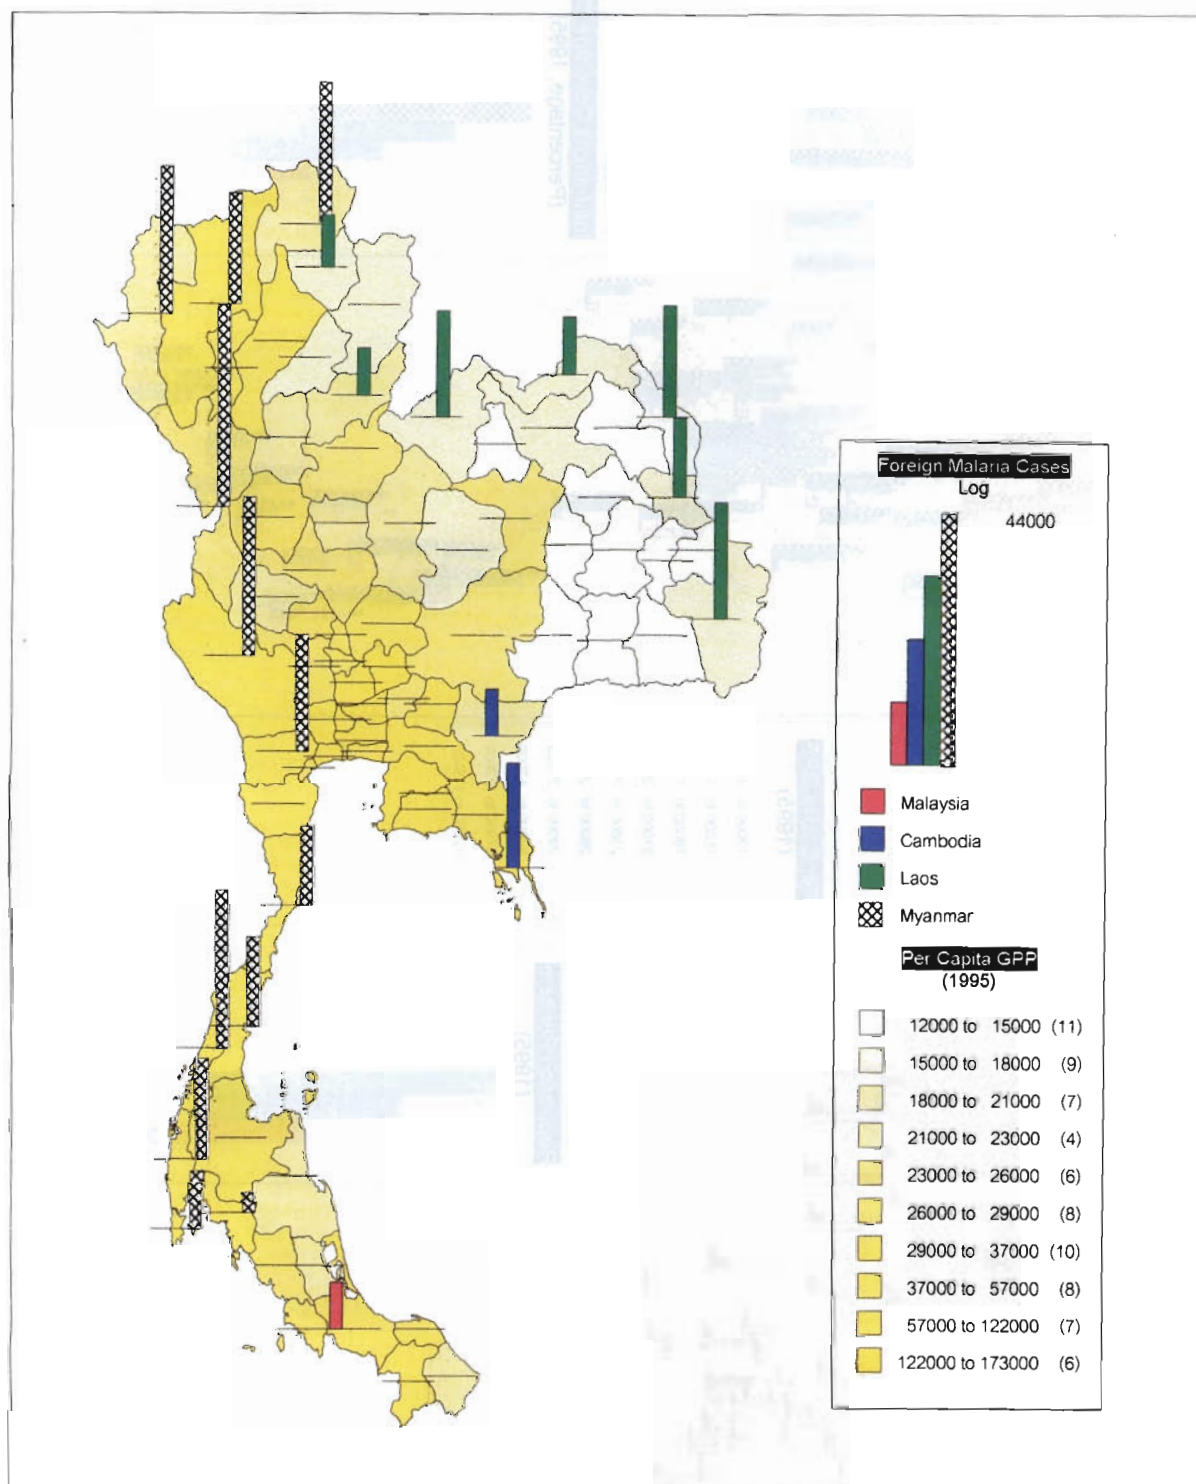 Foreign Malaria Cases
Log
44000
Malaysia
Cambodia
Laos
Myanmar
Per Capita GPP
(1995)
12000 to 15000 (11)
15000 to 18000 (9)
18000 to 21000 (7)
21000 to 23000 (4)
23000 to 26000 (6)
26000 to 29000 (8)
29000 to 37000 (10)
37000 to 57000 (8)
57000 to 122000 (7)
122000 to 173000 (6)